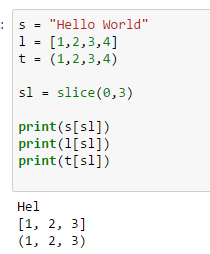 s = "Hello World"
l = [1,2,3,4]
t = (1,2,3,4)
sl = slice(0,3)
print(s[sl])
print(l[sl])
print(t[sl])
Hel
[1, 2, 3]
(1, 2, 3)